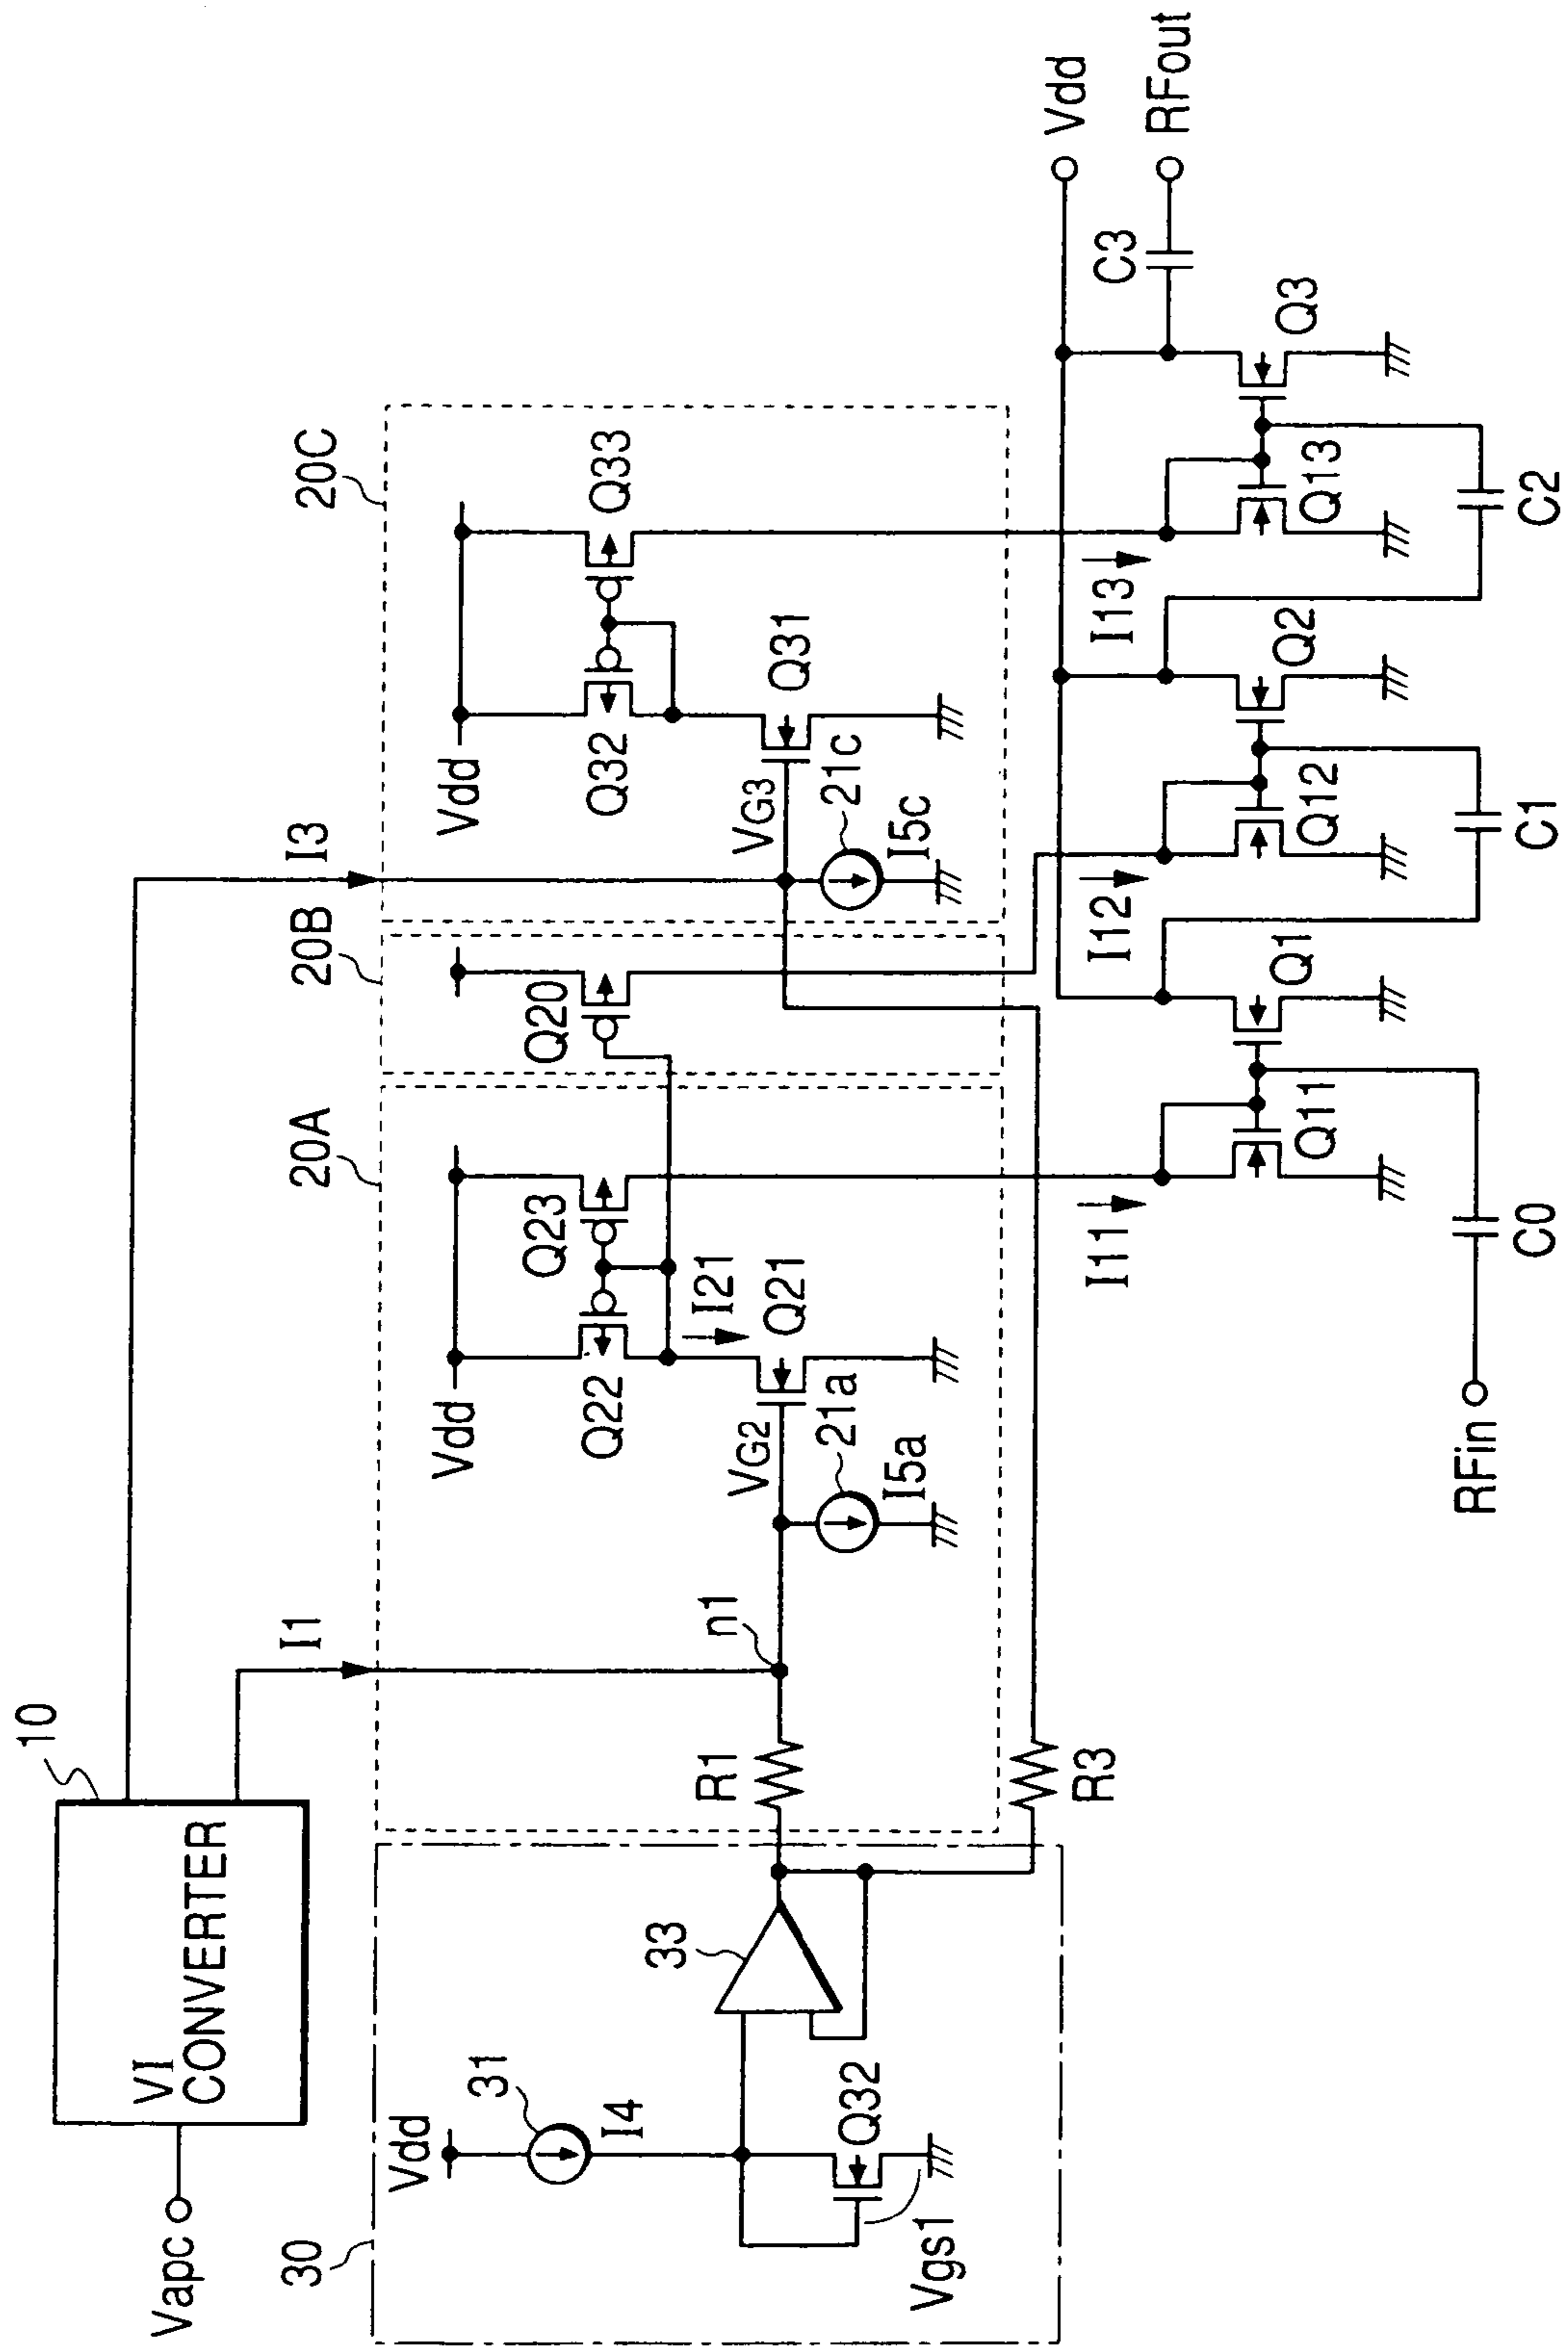 Vapc
VI
CONVERTER
10
I1
I3
30
Vdd
31
I4
Q32
Vgs1
33
R1
R3
n1
20A
Vdd
Q22
Q23
I21
VG2
Q21
21a
I5a
20B
Q20
20C
Vdd
Q32
Q33
VG3
Q31
21c
I5c
I11
I12
I13
Vdd
RFout
C3
Q11
Q1
Q12
Q2
Q13
Q3
RFin
C0
C1
C2